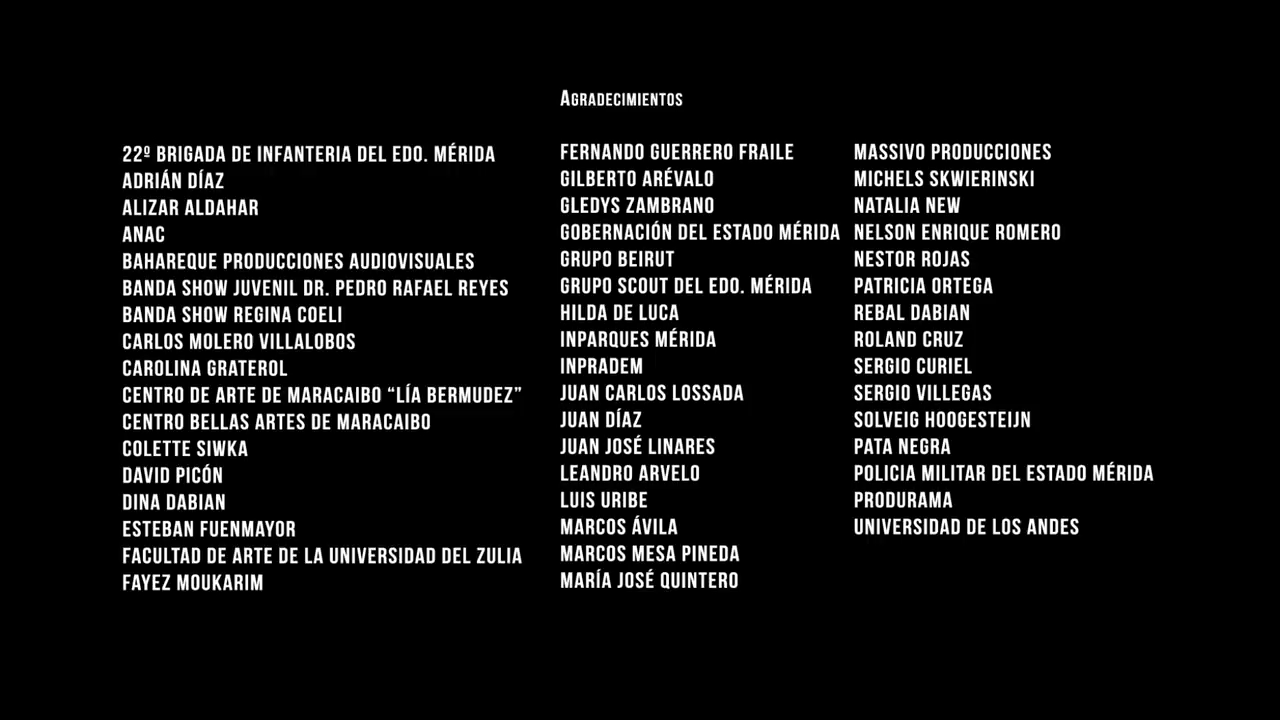 Agradecimientos
22º BRIGADA DE INFANTERIA DEL EDO. MÉRIDA
ADRIÁN DÍAZ
ALIZAR ALDAHAR
ANAC
BAHAREQUE PRODUCCIONES AUDIOVISUALES
BANDA SHOW JUVENIL DR. PEDRO RAFAEL REYES
BANDA SHOW REGINA COELI
CARLOS MOLERO VILLALOBOS
CAROLINA GRATEROL
CENTRO DE ARTE DE MARACAIBO “LÍA BERMUDEZ”
CENTRO BELLAS ARTES DE MARACAIBO
COLETTE SIWKA
DAVID PICÓN
DINA DABIAN
ESTEBAN FUENMAYOR
FACULTAD DE ARTE DE LA UNIVERSIDAD DEL ZULIA
FAYEZ MOUKARIM
FERNANDO GUERRERO FRAILE
GILBERTO ARÉVALO
GLEDYS ZAMBRANO
GOBERNACIÓN DEL ESTADO MÉRIDA
GRUPO BEIRUT
GRUPO SCOUT DEL EDO. MÉRIDA
HILDA DE LUCA
INPARQUES MÉRIDA
INPRADEM
JUAN CARLOS LOSSADA
JUAN DÍAZ
JUAN JOSÉ LINARES
LEANDRO ARVELO
LUIS URIBE
MARCOS ÁVILA
MARCOS MESA PINEDA
MARÍA JOSÉ QUINTERO
MASSIVO PRODUCCIONES
MICHELS SKWIERINSKI
NATALIA NEW
NELSON ENRIQUE ROMERO
NESTOR ROJAS
PATRICIA ORTEGA
REBAL DABIAN
ROLAND CRUZ
SERGIO CURIEL
SERGIO VILLEGAS
SOLVEIG HOOGESTEIJN
PATA NEGRA
POLICIA MILITAR DEL ESTADO MÉRIDA
PRODURAMA
UNIVERSIDAD DE LOS ANDES